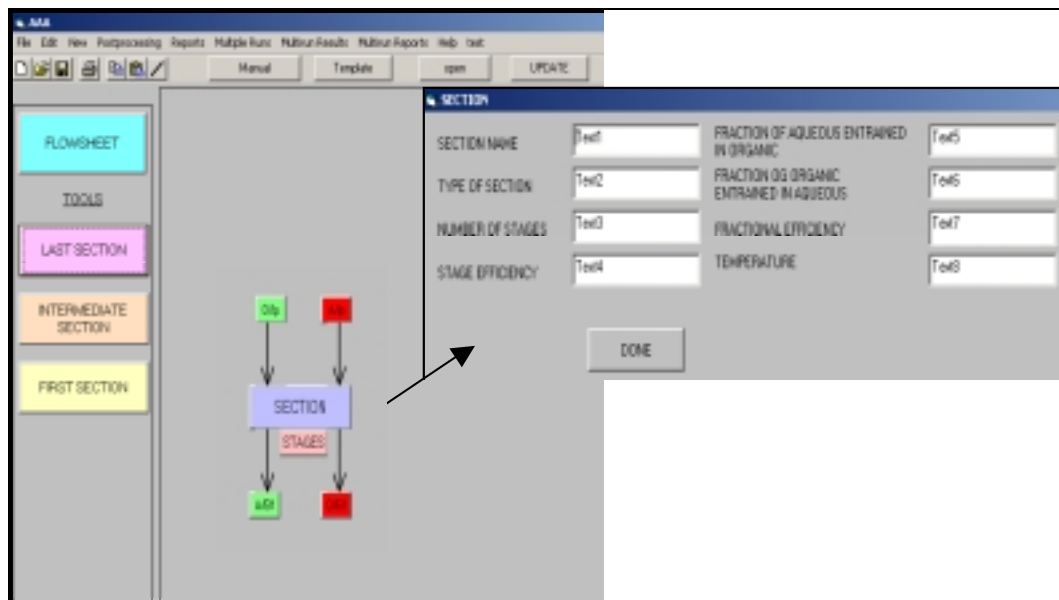 AAA
File Edit View Postprocessing Reports Multiple Runs Multirun Results Multirun Reports Help test
Manual Template open UPDATE
FLOWSHEET
TOOLS
LAST SECTION
INTERMEDIATE
SECTION
FIRST SECTION
SECTION
STAGES
SECTION
SECTION NAME
Text1
TYPE OF SECTION
Text2
NUMBER OF STAGES
Text3
STAGE EFFICIENCY
Text4
FRACTION OF AQUEOUS ENTRAINED
IN ORGANIC
Text5
FRACTION OG ORGANIC
ENTRAINED IN AQUEOUS
Text6
FRACTIONAL EFFICIENCY
Text7
TEMPERATURE
Text8
DONE